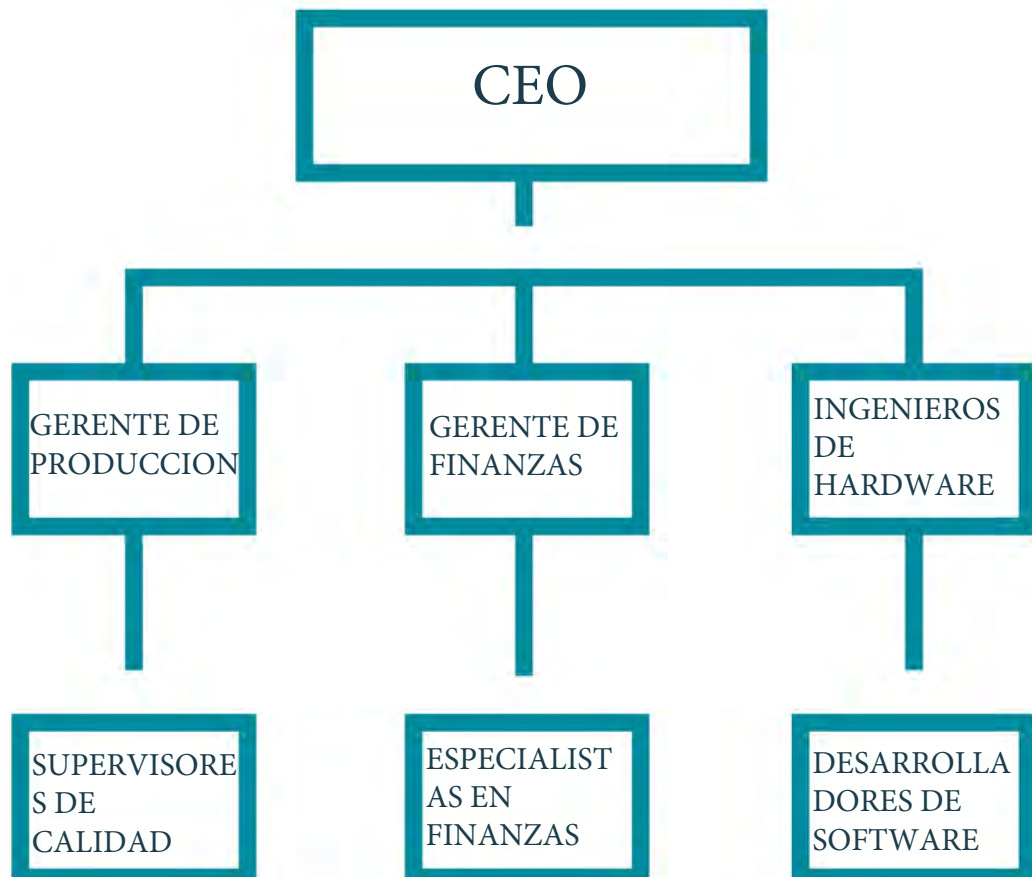 CEO
GERENTE DE
PRODUCCION
GERENTE DE
FINANZAS
INGENIEROS
DE
HARDWARE
SUPERVISORE
S DE
CALIDAD
ESPECIALIST
AS EN
FINANZAS
DESARROLLA
DORES DE
SOFTWARE